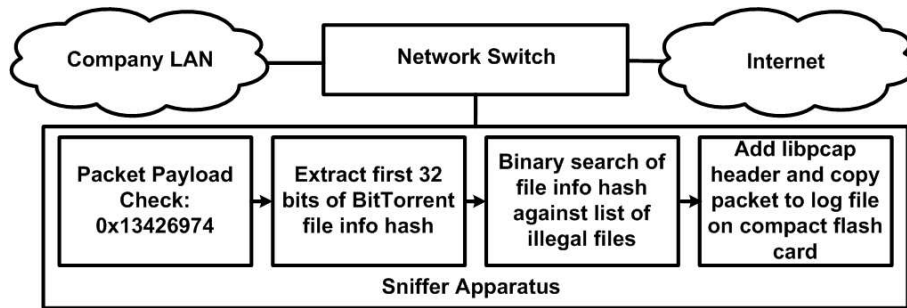 Company LAN
Network Switch
Internet
Packet Payload
Check:
0x13426974
Extract first 32
bits of BitTorrent
file info hash
Binary search of
file info hash
against list of
illegal files
Add libpcap
header and copy
packet to log file
on compact flash
card
Sniffer Apparatus